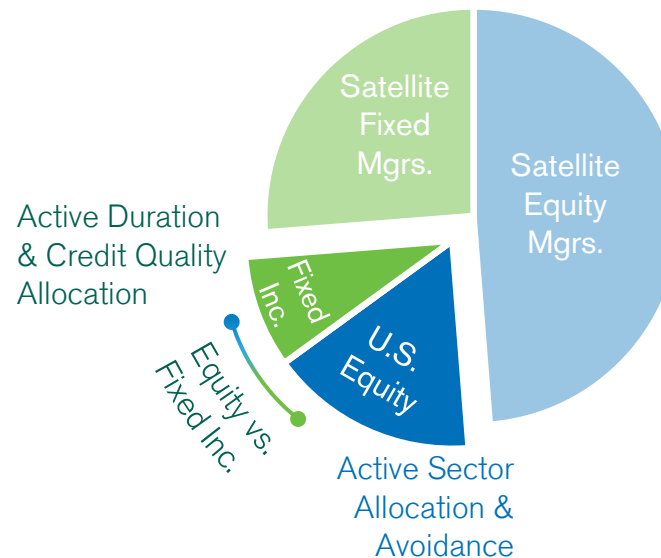 Satellite
Fixed
Mgrs.
Satellite
Equity
Mgrs.
Active Duration
& Credit Quality
Allocation
Fixed
Inc.
U.S.
Equity
Equity vs.
Fixed Inc.
Active Sector
Allocation &
Avoidance